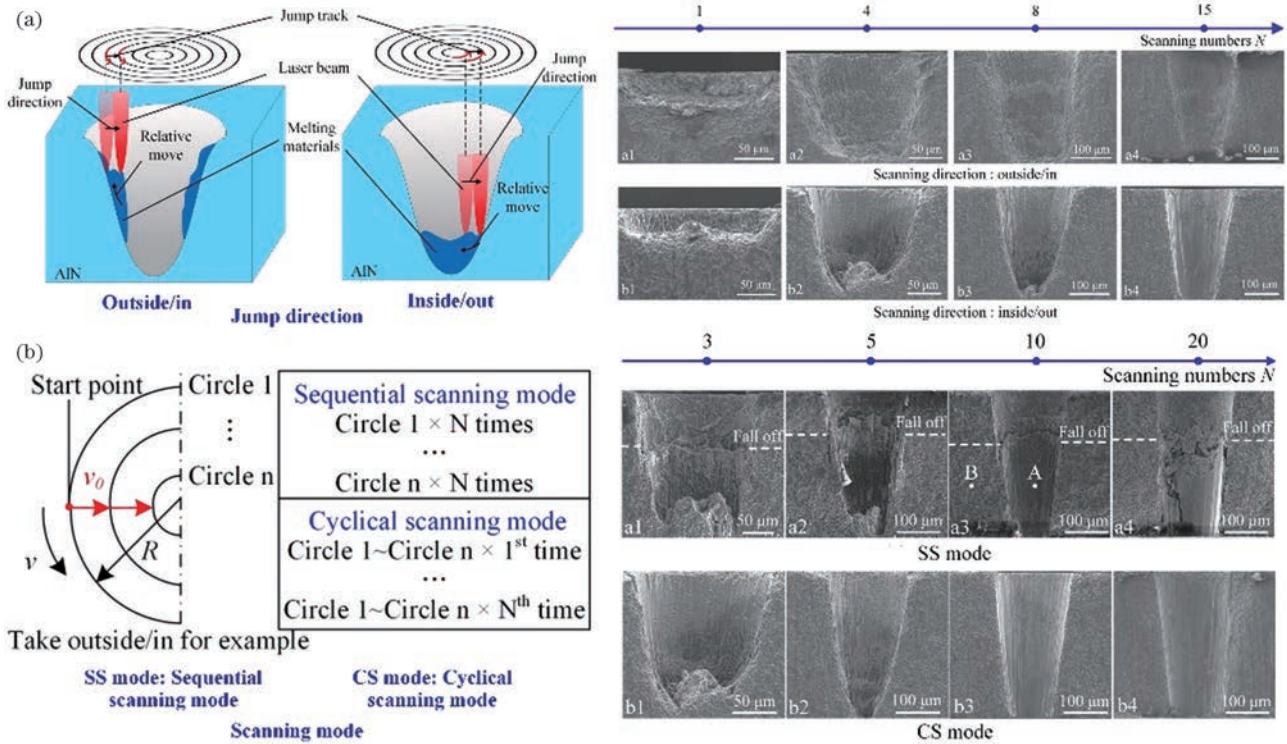 (a)
Jump track
Laser beam
Jump
direction
Jump
direction
Melting
materials
Relative
move
Relative
move
AlN
AlN
Outside/in
Inside/out
Jump direction
1
4
8
15
Scanning numbers N
a1
50 μm
a2
50 μm
a3
100 μm
a4
100 μm
Scanning direction : outside/in
b1
50 μm
b2
50 μm
b3
100 μm
b4
100 μm
Scanning direction : inside/out
(b)
Start point
Circle 1
⋮
Circle n
v₀
v
R
Take outside/in for example
Sequential scanning mode
Circle 1 × N times
...
Circle n × N times
Cyclical scanning mode
Circle 1~Circle n × 1st time
...
Circle 1~Circle n × Nth time
SS mode: Sequential
scanning mode
CS mode: Cyclical
scanning mode
Scanning mode
3
5
10
20
Scanning numbers N
Fall off
a1
50 μm
Fall off
a2
100 μm
Fall off
B
A
a3
100 μm
a4
100 μm
SS mode
b1
50 μm
b2
100 μm
b3
100 μm
b4
100 μm
CS mode